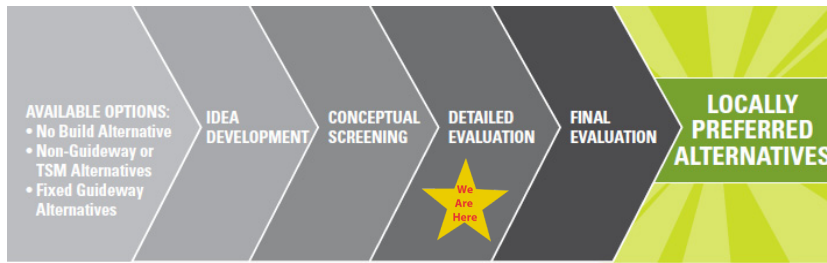 AVAILABLE OPTIONS:
• No Build Alternative
• Non-Guideway or
TSM Alternatives
• Fixed Guideway
Alternatives
IDEA
DEVELOPMENT
CONCEPTUAL
SCREENING
DETAILED
EVALUATION
We
Are
Here
FINAL
EVALUATION
LOCALLY
PREFERRED
ALTERNATIVES